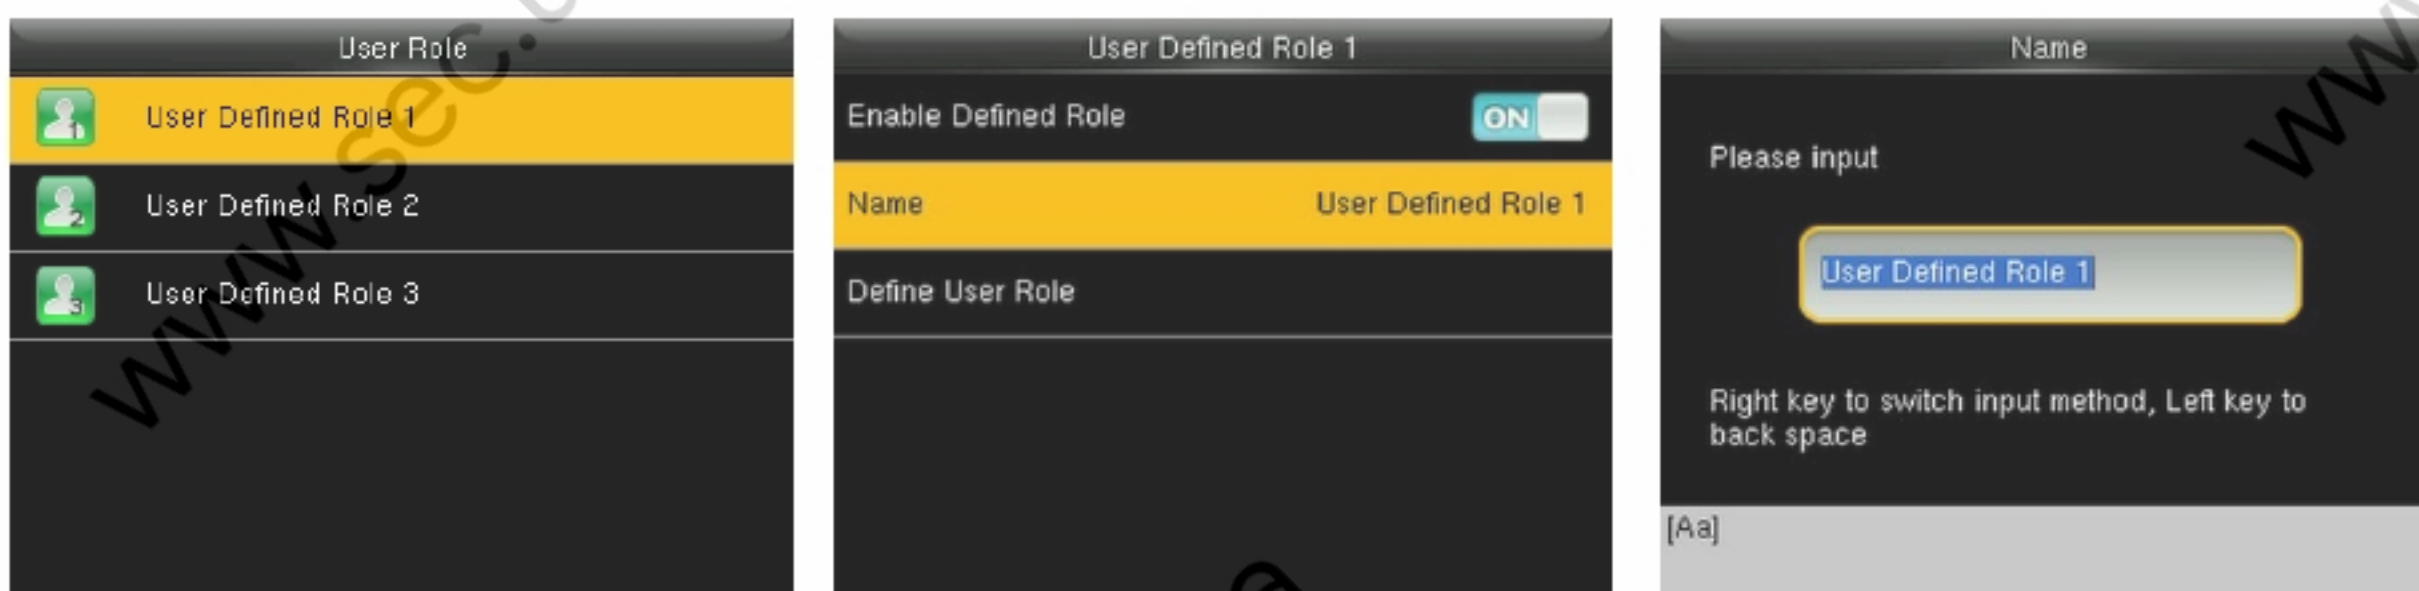 User Role
User Defined Role 1
User Defined Role 2
User Defined Role 3
User Defined Role 1
Enable Defined Role ON
Name User Defined Role 1
Define User Role
Name
Please input
User Defined Role 1
Right key to switch input method, Left key to
back space
[Aa]
www.sec.